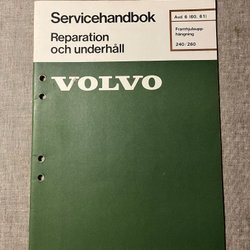 Servicehandbok
Reparation
och underhåll
Avd 6 (60, 61)
Framhjulsupp-
hängning
240/260
VOLVO